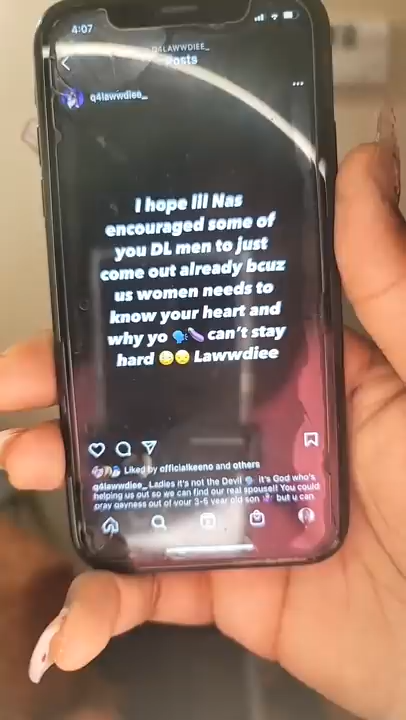 4:07
Q4LAWWDIEE_
Posts
q4lawwdiee_
I hope lil Nas
encouraged some of
you DL men to just
come out already bcuz
us women needs to
know your heart and
why yo 🗣️🍆 can't stay
hard 😳😒 Lawwdiee
Liked by officialkeeno and others
q4lawwdiee_ Ladies it's not the Devil 🗣️ it's God who's
helping us out so we can find our real spouse!! You could
pray gayness out of your 3-5 year old son but u can